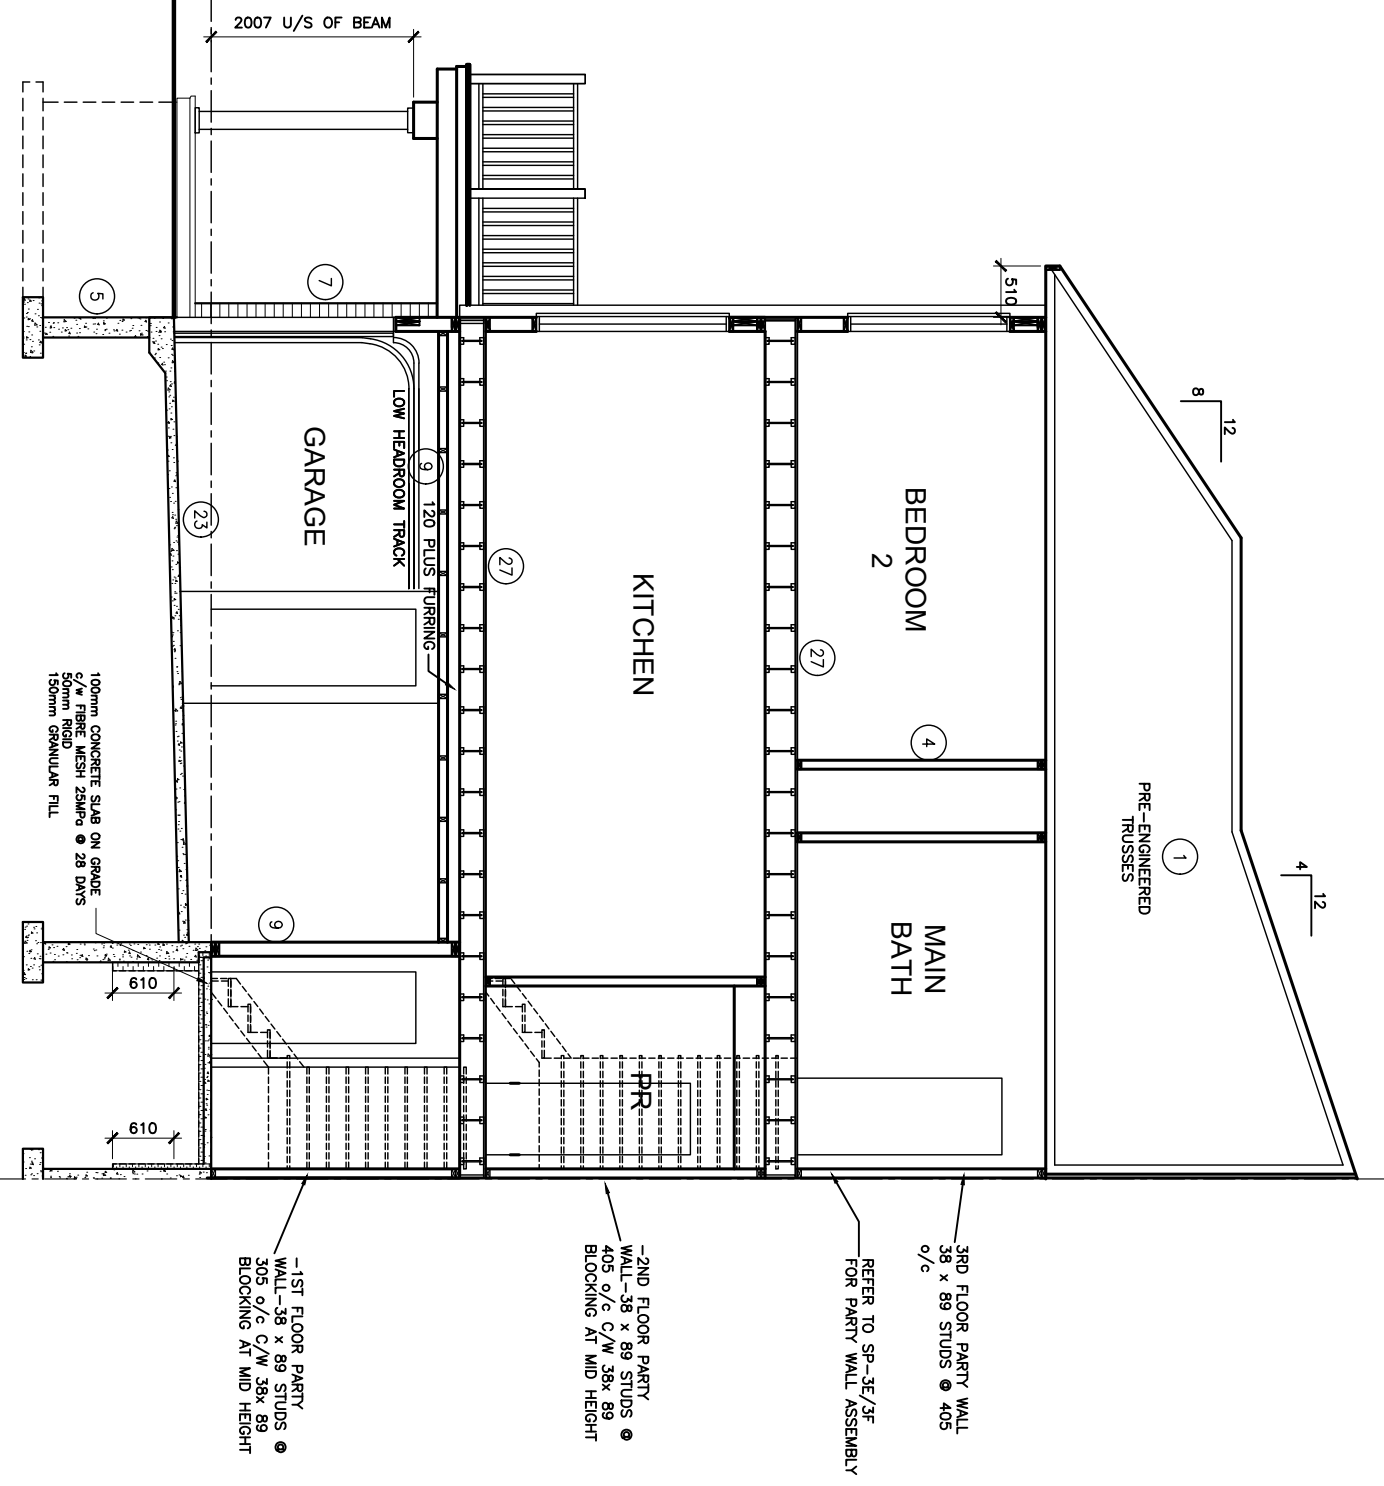 2007 U/S OF BEAM
510
8
12
4
12
1
PRE-ENGINEERED
TRUSSES
BEDROOM
2
4
MAIN
BATH
27
KITCHEN
27
PR
7
5
GARAGE
LOW HEADROOM TRACK
9
120 PLUS FURRING
23
9
100mm CONCRETE SLAB ON GRADE
c/w FIBRE MESH 25MPa @ 28 DAYS
50mm RIGID
150mm GRANULAR FILL
610
610
3RD FLOOR PARTY WALL
38 x 89 STUDS @ 405
o/c
REFER TO SP-3E/3F
FOR PARTY WALL ASSEMBLY
-2ND FLOOR PARTY
WALL-38 x 89 STUDS @
405 o/c C/W 38x 89
BLOCKING AT MID HEIGHT
-1ST FLOOR PARTY
WALL-38 x 89 STUDS @
305 o/c C/W 38x 89
BLOCKING AT MID HEIGHT